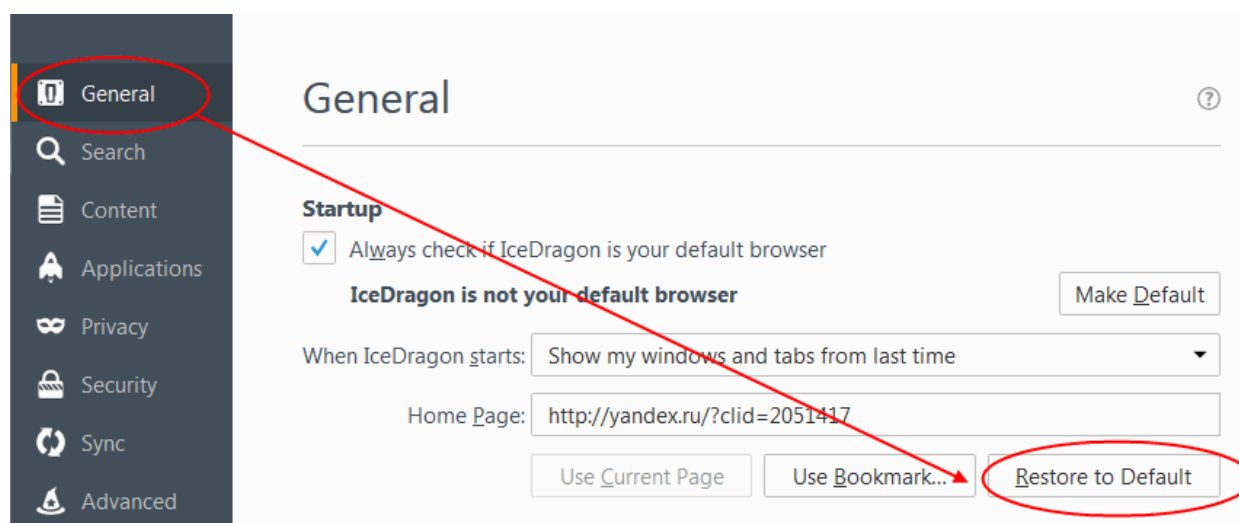 General
Search
Content
Applications
Privacy
Security
Sync
Advanced
General
?
Startup
Always check if IceDragon is your default browser
IceDragon is not your default browser
Make Default
When IceDragon starts: Show my windows and tabs from last time
Home Page: http://yandex.ru/?clid=2051417
Use Current Page Use Bookmark... Restore to Default